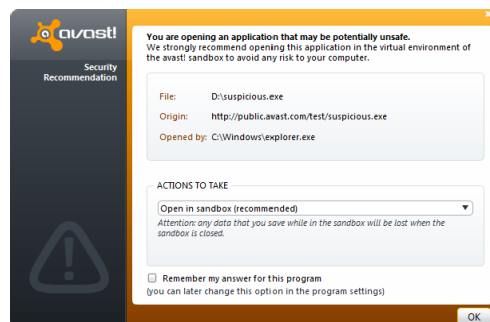 avast!
Security
Recommendation
You are opening an application that may be potentially unsafe.
We strongly recommend opening this application in the virtual environment of
the avast! sandbox to avoid any risk to your computer.
File: D:\suspicious.exe
Origin: http://public.avast.com/test/suspicious.exe
Opened by: C:\Windows\explorer.exe
ACTIONS TO TAKE
Open in sandbox (recommended)
Attention: any data that you save while in the sandbox will be lost when the
sandbox is closed.
Remember my answer for this program
(you can later change this option in the program settings)
OK